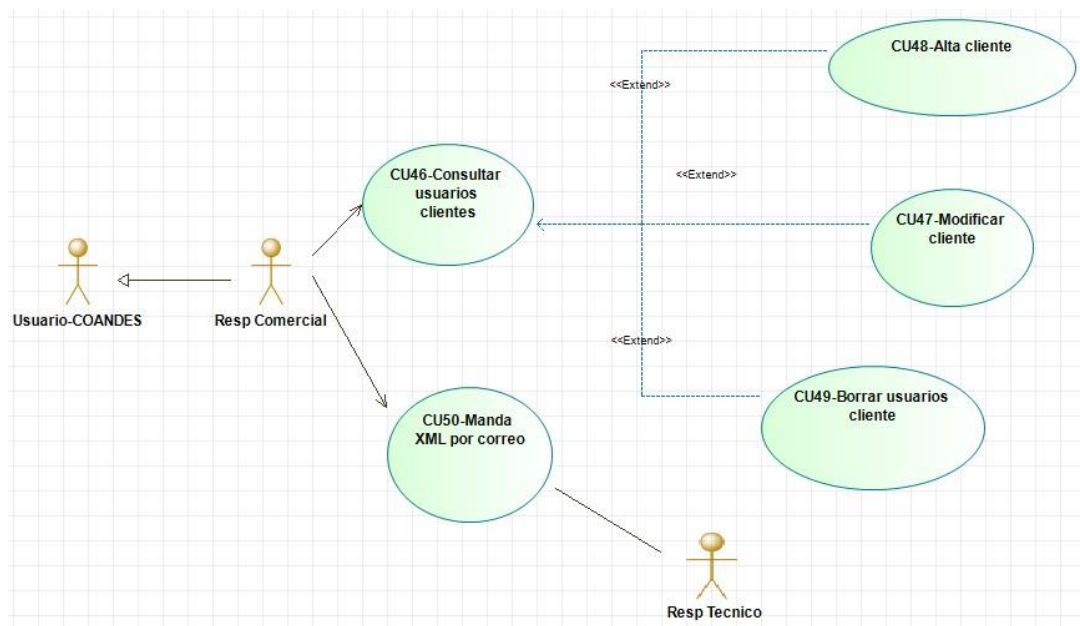 CU48-Alta cliente
<<Extend>>
CU46-Consultar
usuarios
clientes
<<Extend>>
CU47-Modificar
cliente
Usuario-COANDES
Resp Comercial
<<Extend>>
CU49-Borrar usuarios
cliente
CU50-Manda
XML por correo
Resp Tecnico